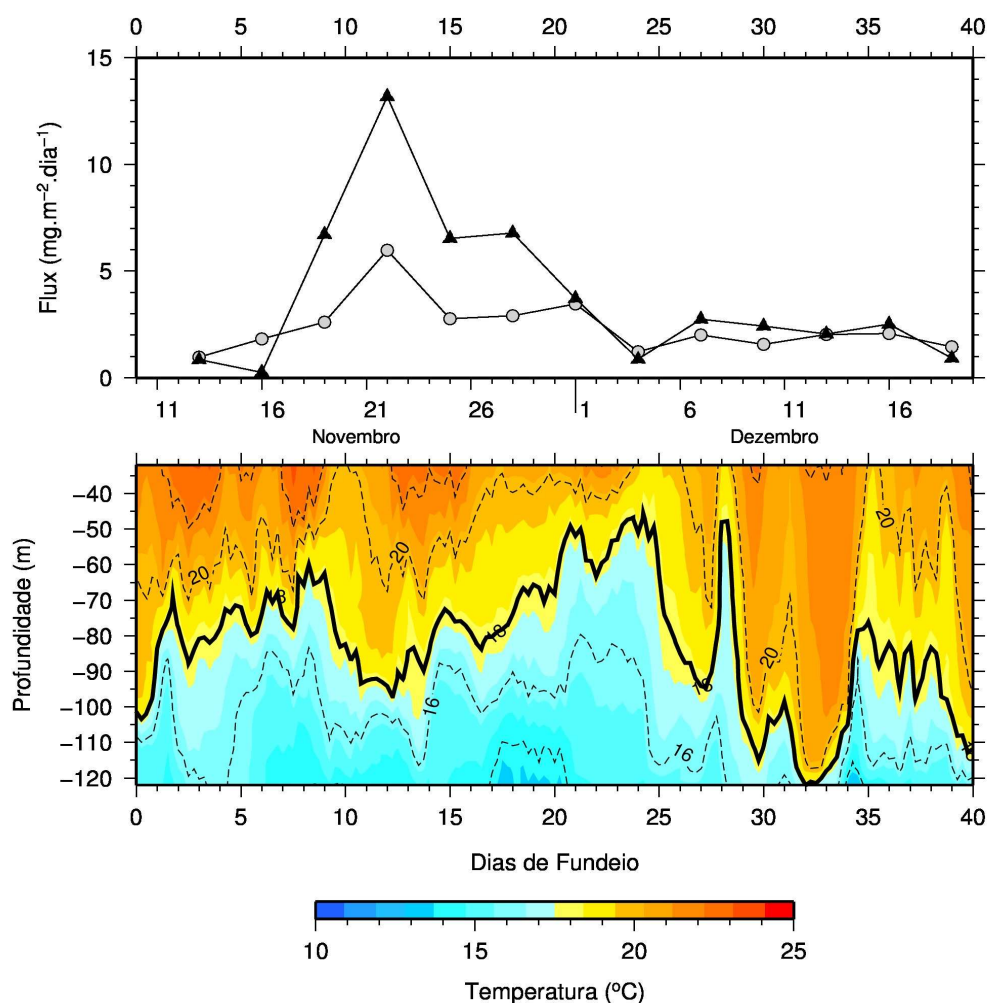 0 5 10 15 20 25 30 35 40
15
10
5
0
Flux (mg.m−2.dia−1)
11 16 21 26 1 6 11 16
Novembro Dezembro
−40
−50
−60
−70
−80
−90
−100
−110
−120
Profundidade (m)
20 20 20 20
18 18 18
16 16
0 5 10 15 20 25 30 35 40
Dias de Fundeio
10 15 20 25
Temperatura (ºC)